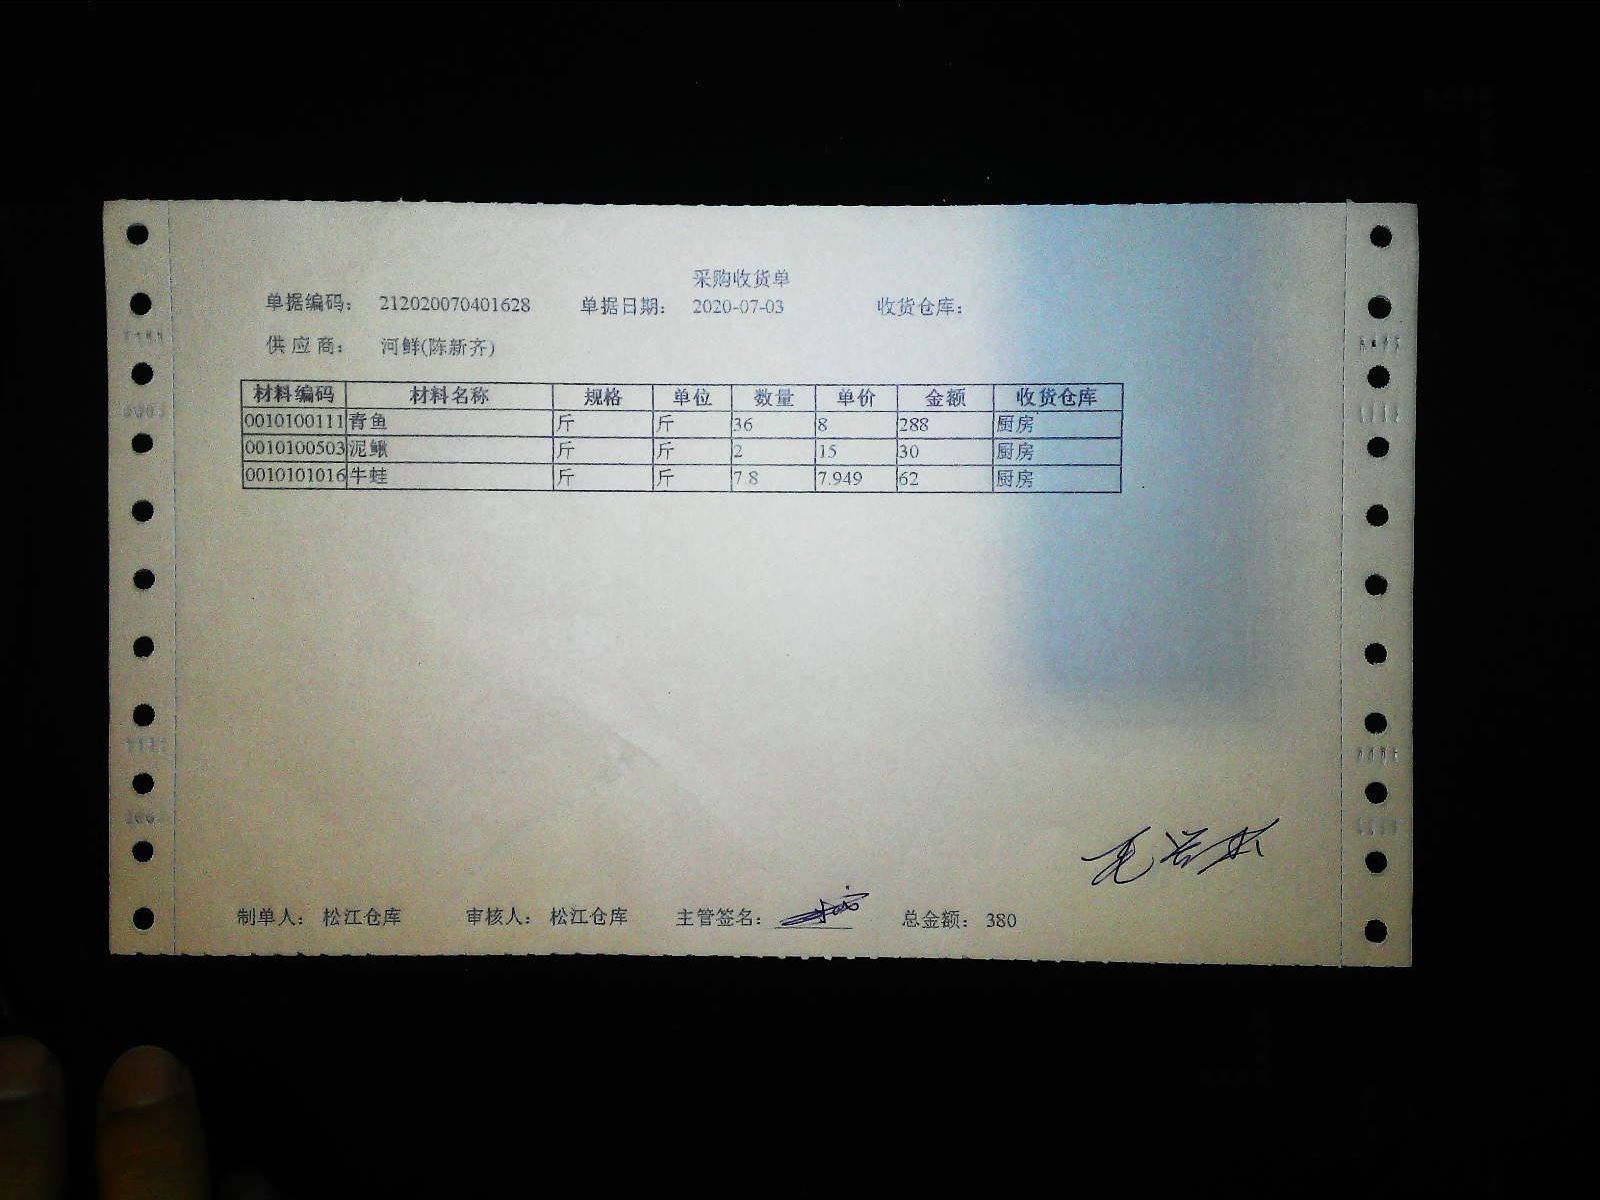 采购收货单
单据编码： 212020070401628 单据日期： 2020-07-03 收货仓库：
供应商： 河鲜(陈新齐)
材料编码 材料名称 规格 单位 数量 单价 金额 收货仓库
0010100111 青鱼 斤 斤 36 8 288 厨房
0010100503 泥鳅 斤 斤 2 15 30 厨房
0010101016 牛蛙 斤 斤 7.8 7.949 62 厨房
制单人： 松江仓库 审核人： 松江仓库 主管签名： 总金额： 380